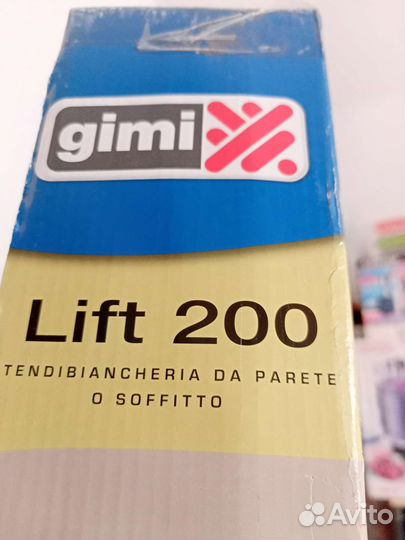 gimi
Lift 200
TENDIBIANCHERIA DA PARETE
O SOFFITTO
Avito